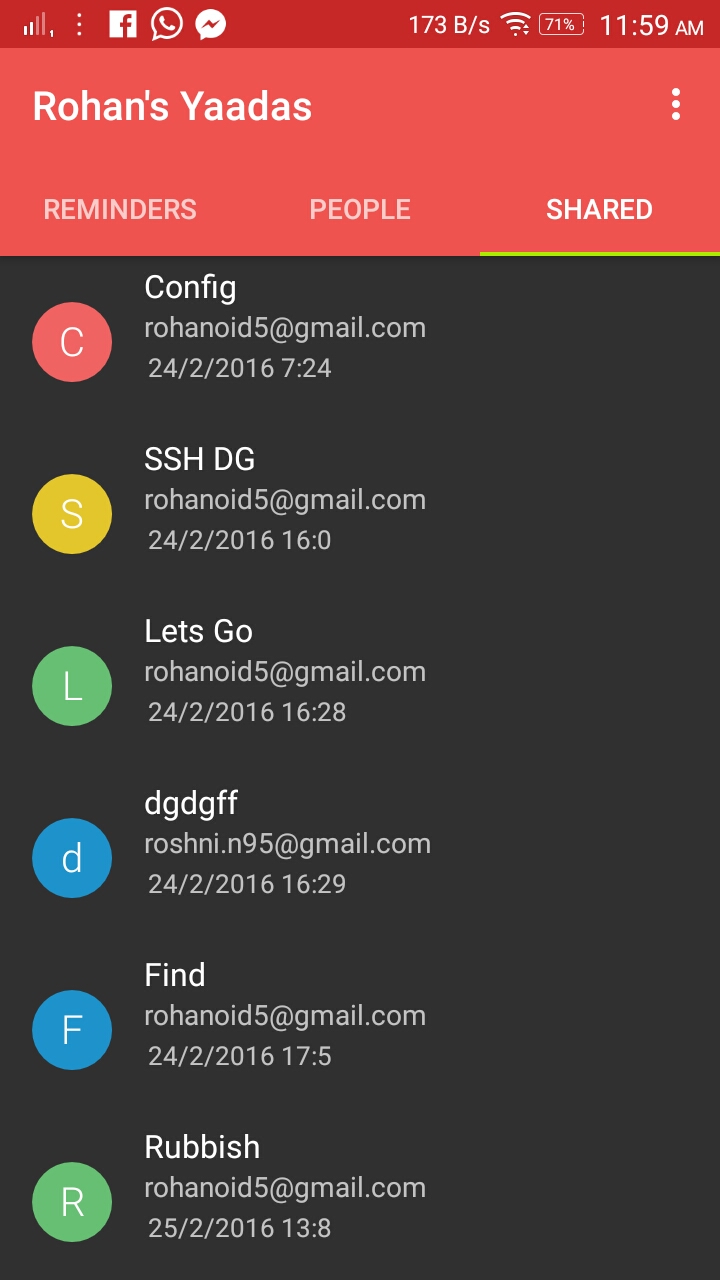 173 B/s 71% 11:59 AM
Rohan's Yaadas
REMINDERS PEOPLE SHARED
Config
C rohanoid5@gmail.com
24/2/2016 7:24
SSH DG
S rohanoid5@gmail.com
24/2/2016 16:0
Lets Go
L rohanoid5@gmail.com
24/2/2016 16:28
dgdgff
d roshni.n95@gmail.com
24/2/2016 16:29
Find
F rohanoid5@gmail.com
24/2/2016 17:5
Rubbish
R rohanoid5@gmail.com
25/2/2016 13:8